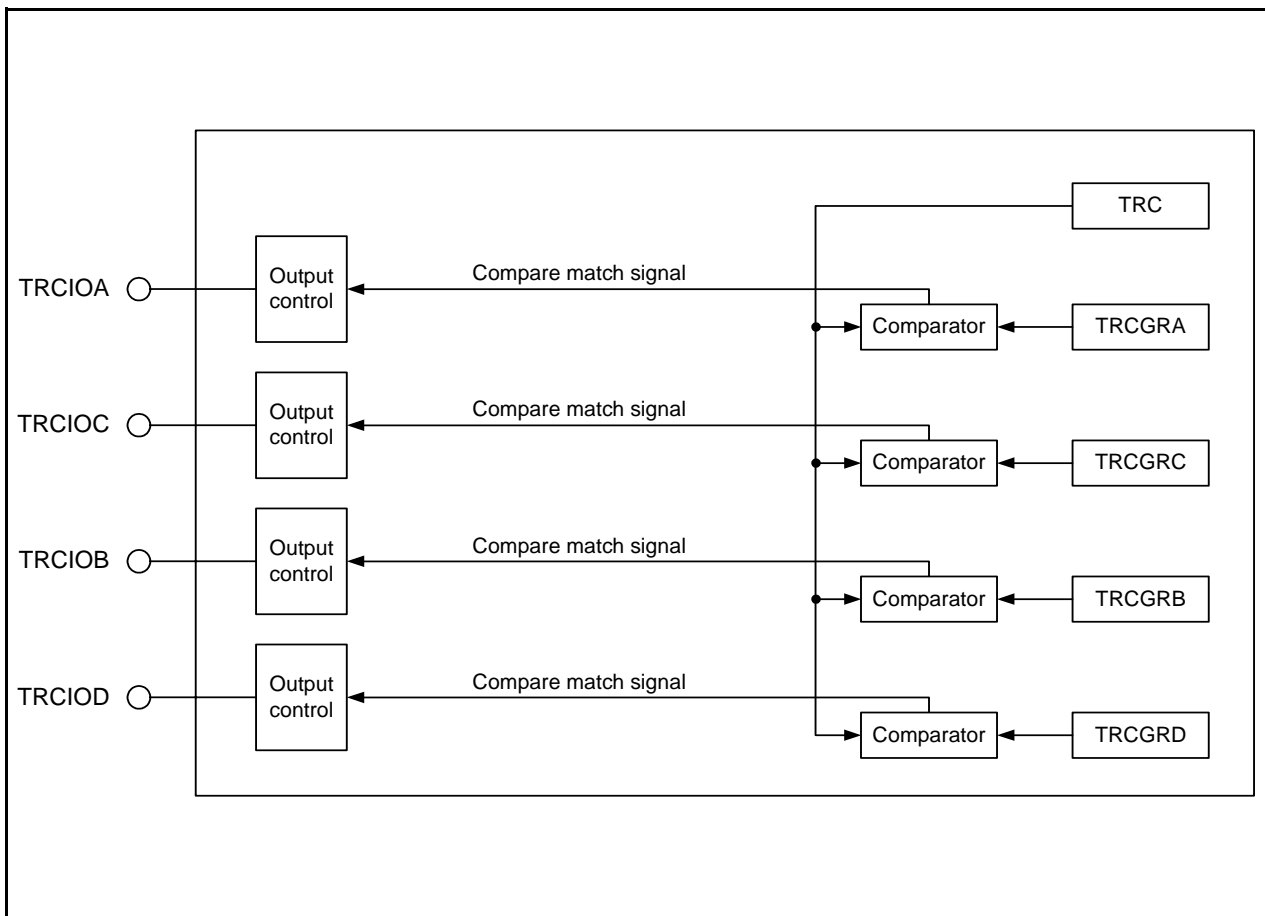 TRC
TRCIOA
Output
control
Compare match signal
Comparator
TRCGRA
TRCIOC
Output
control
Compare match signal
Comparator
TRCGRC
TRCIOB
Output
control
Compare match signal
Comparator
TRCGRB
TRCIOD
Output
control
Compare match signal
Comparator
TRCGRD